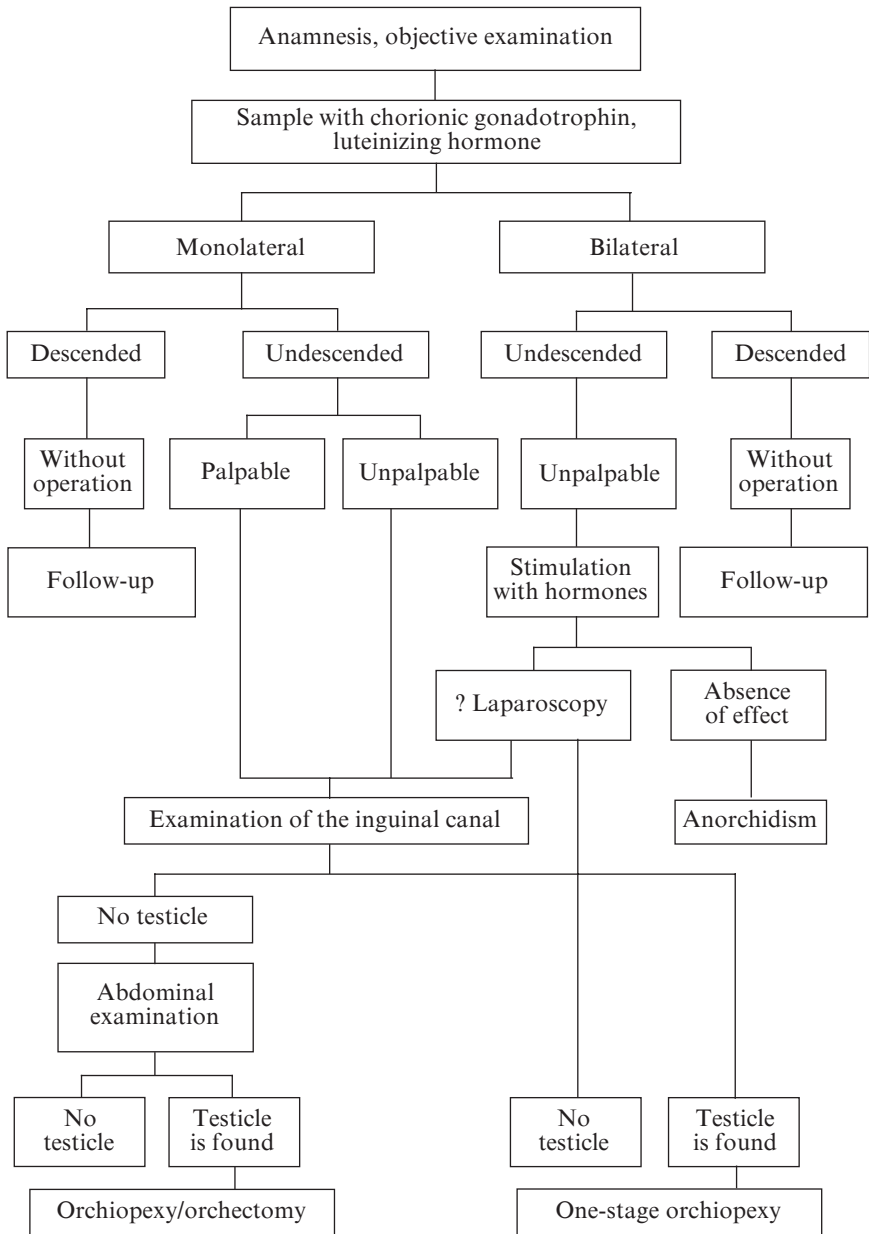 Anamnesis, objective examination
Sample with chorionic gonadotrophin,
luteinizing hormone
Monolateral
Bilateral
Descended
Undescended
Undescended
Descended
Without
operation
Palpable
Unpalpable
Unpalpable
Without
operation
Follow-up
Stimulation
with hormones
Follow-up
? Laparoscopy
Absence
of effect
Examination of the inguinal canal
Anorchidism
No testicle
Abdominal
examination
No
testicle
Testicle
is found
No
testicle
Testicle
is found
Orchiopexy/orchectomy
One-stage orchiopexy